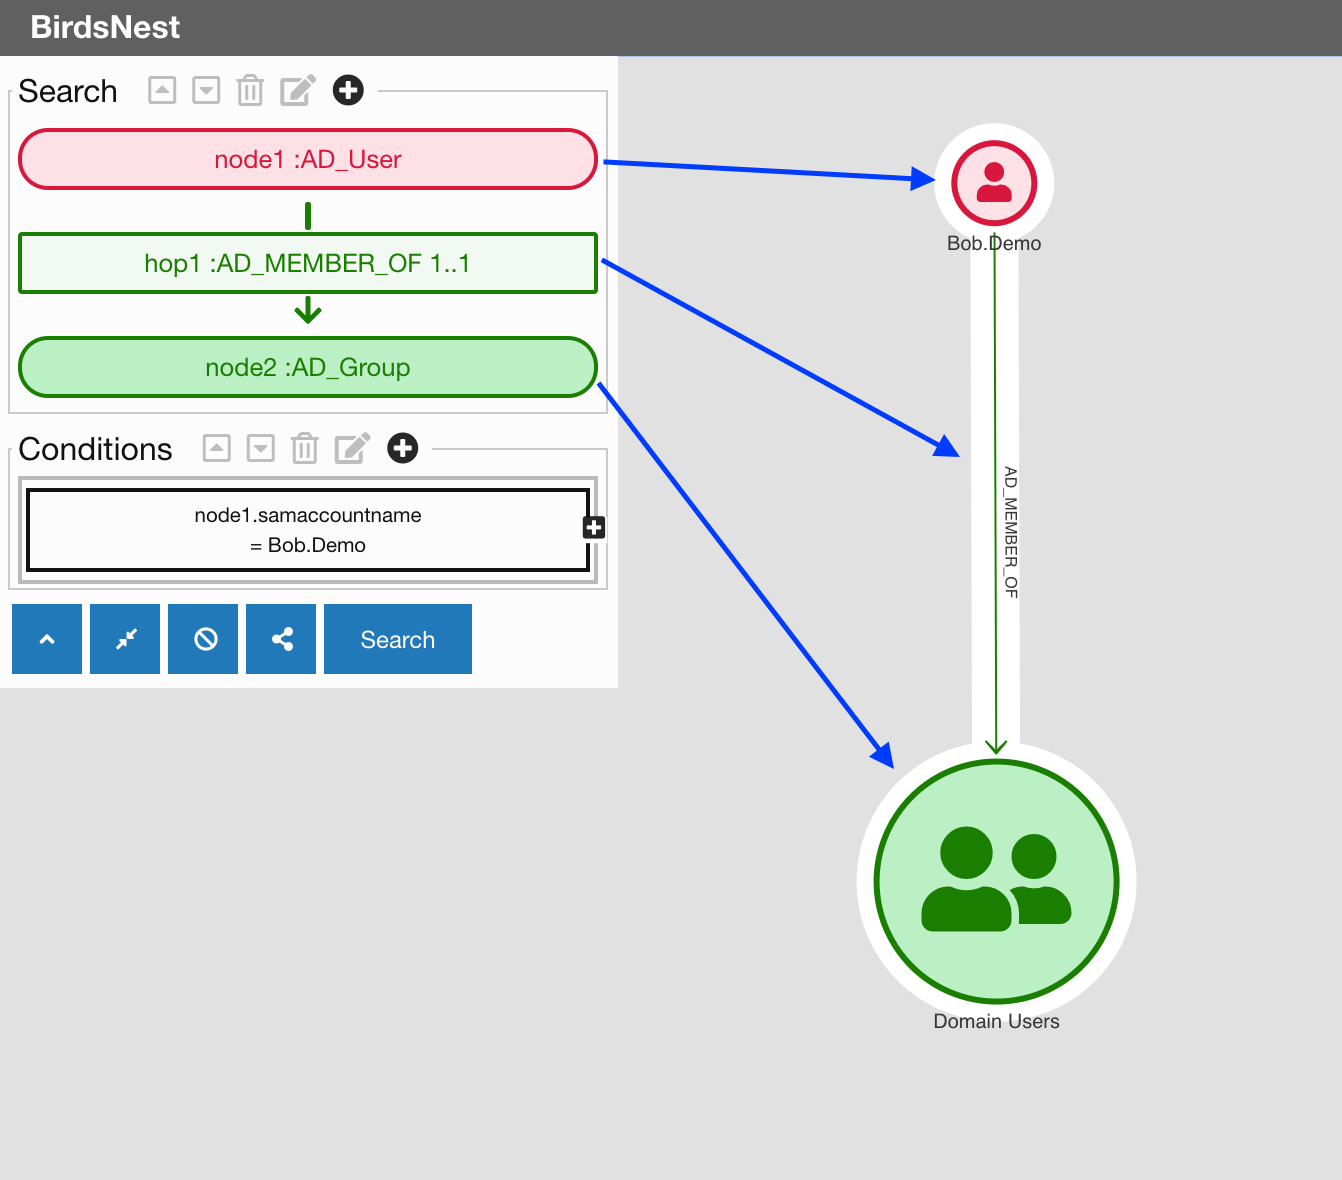 BirdsNest
Search
node1 :AD_User
hop1 :AD_MEMBER_OF 1..1
node2 :AD_Group
Conditions
node1.samaccountname
= Bob.Demo
Search
Bob.Demo
AD_MEMBER_OF
Domain Users